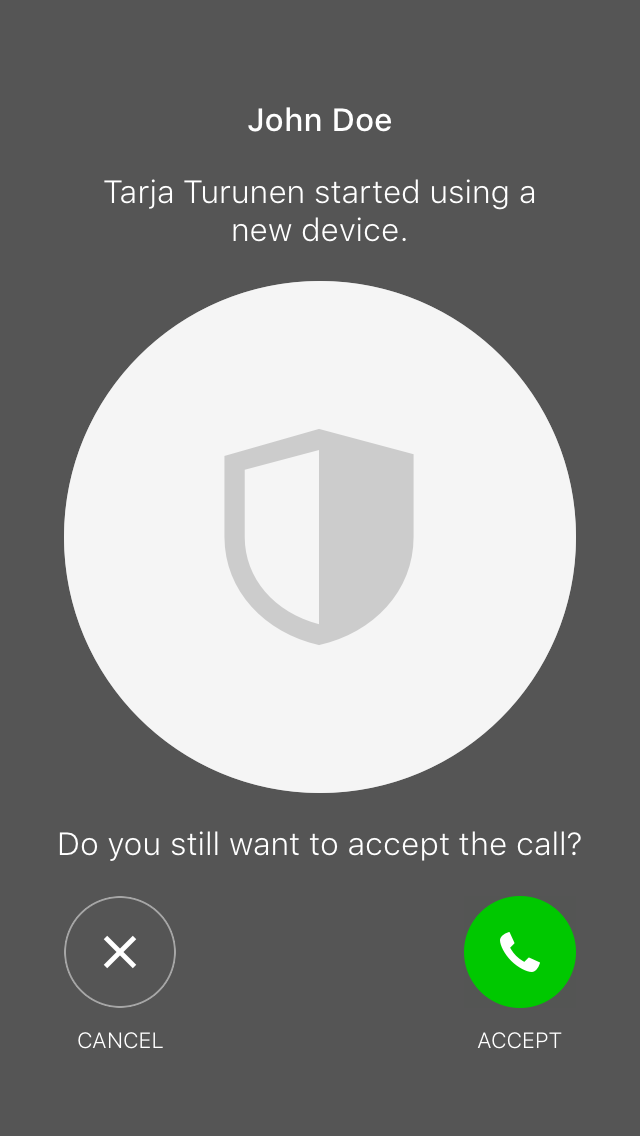 John Doe
Tarja Turunen started using a
new device.
Do you still want to accept the call?
CANCEL
ACCEPT